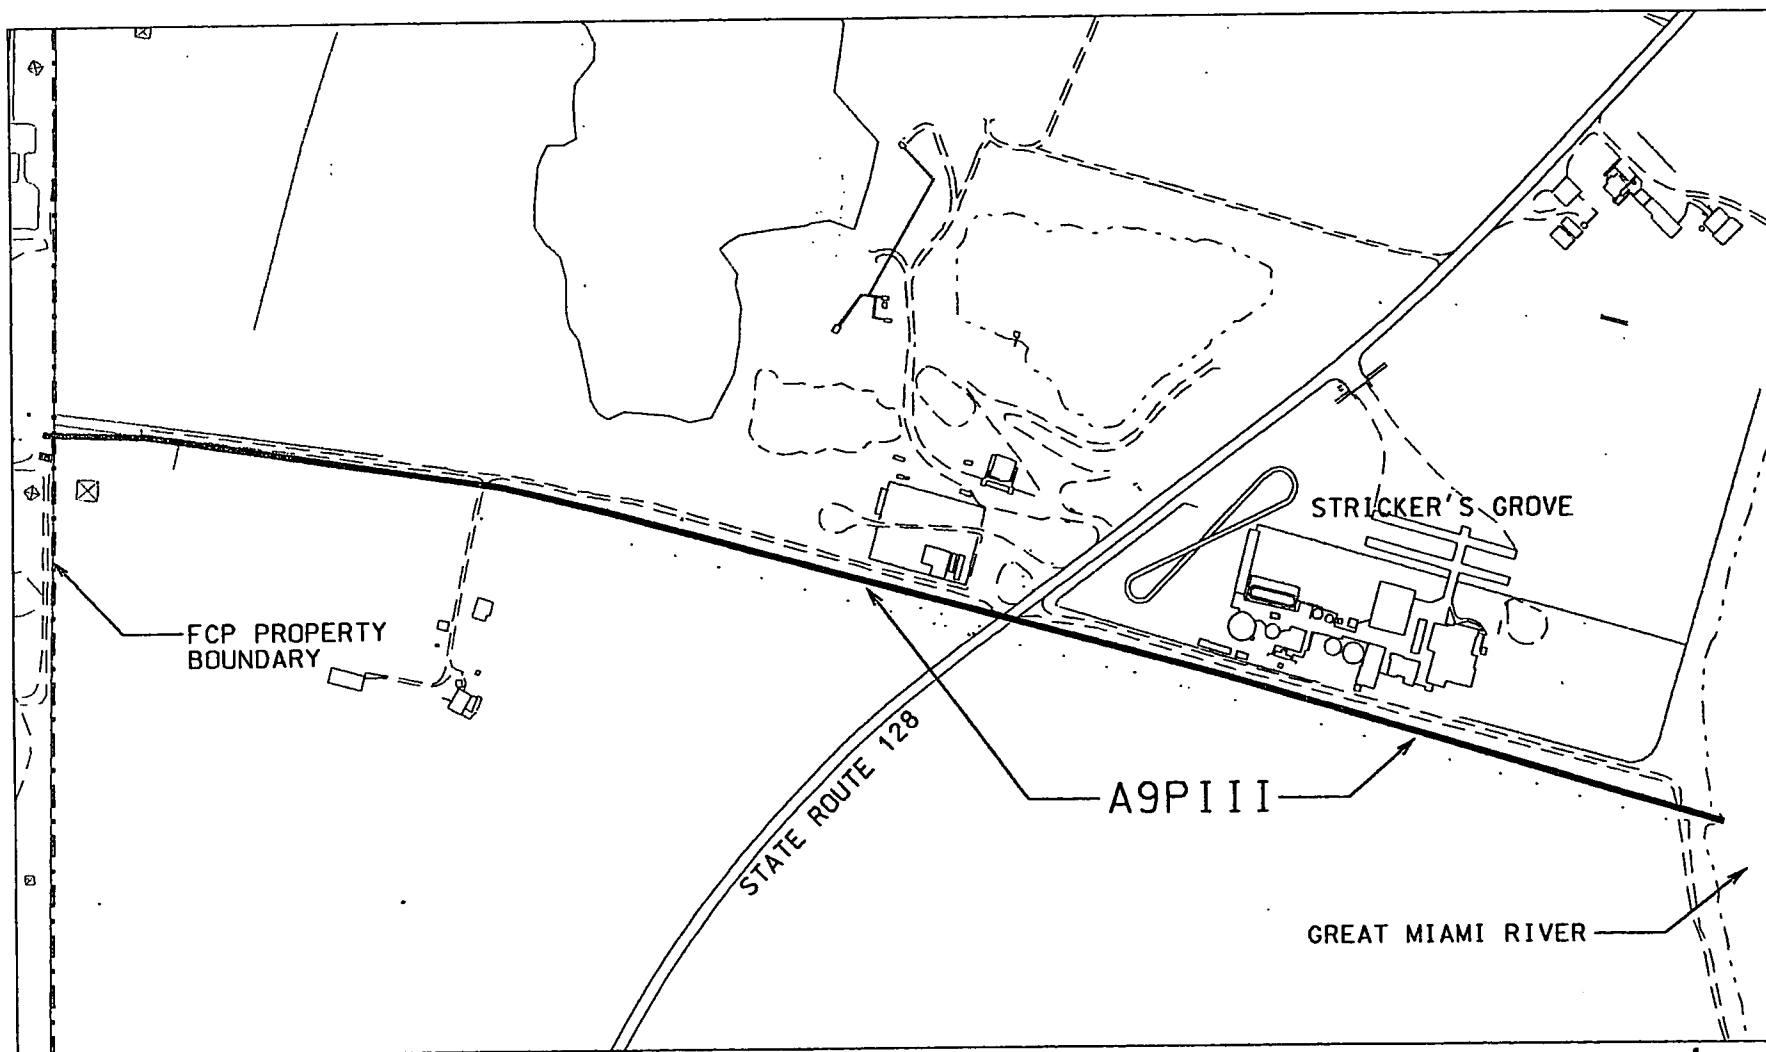 STRICKER'S GROVE
FCP PROPERTY
BOUNDARY
STATE ROUTE 128
A9PIII
GREAT MIAMI RIVER